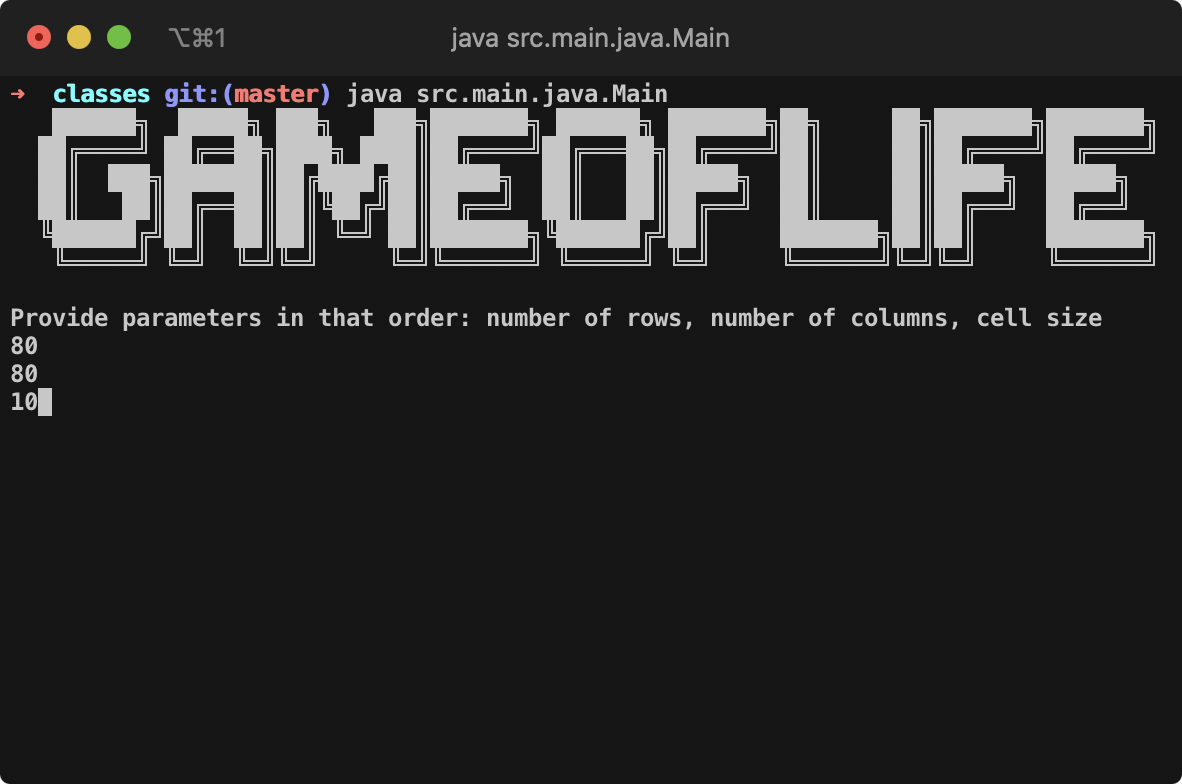 ⌥⌘1 java src.main.java.Main
➜ classes git:(master) java src.main.java.Main
GAMEOFLIFE
Provide parameters in that order: number of rows, number of columns, cell size
80
80
10